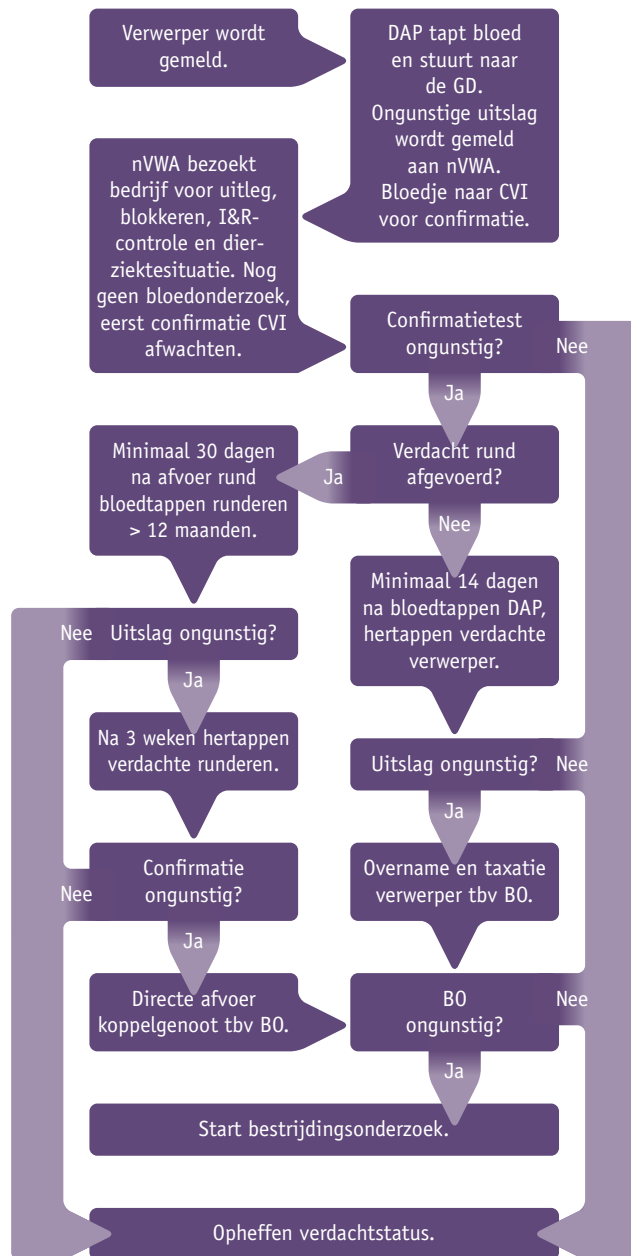 Verwerper wordt
gemeld.
DAP tapt bloed
en stuurt naar
de GD.
Ongunstige uitslag
wordt gemeld
aan nVWA.
Bloedje naar CVI
voor confirmatie.
nVWA bezoekt
bedrijf voor uitleg,
blokkeren, I&R-
controle en dier-
ziektesituatie. Nog
geen bloedonderzoek,
eerst confirmatie CVI
afwachten.
Confirmatietest
ongunstig?
Nee
Ja
Verdacht rund
afgevoerd?
Ja
Nee
Minimaal 30 dagen
na afvoer rund
bloedtappen runderen
> 12 maanden.
Minimaal 14 dagen
na bloedtappen DAP,
hertappen verdachte
verwerper.
Nee
Uitslag ongunstig?
Ja
Na 3 weken hertappen
verdachte runderen.
Uitslag ongunstig?
Nee
Ja
Confirmatie
ongunstig?
Nee
Ja
Overname en taxatie
verwerper tbv BO.
Directe afvoer
koppelgenoot tbv BO.
BO
ongunstig?
Nee
Ja
Start bestrijdingsonderzoek.
Opheffen verdachtstatus.